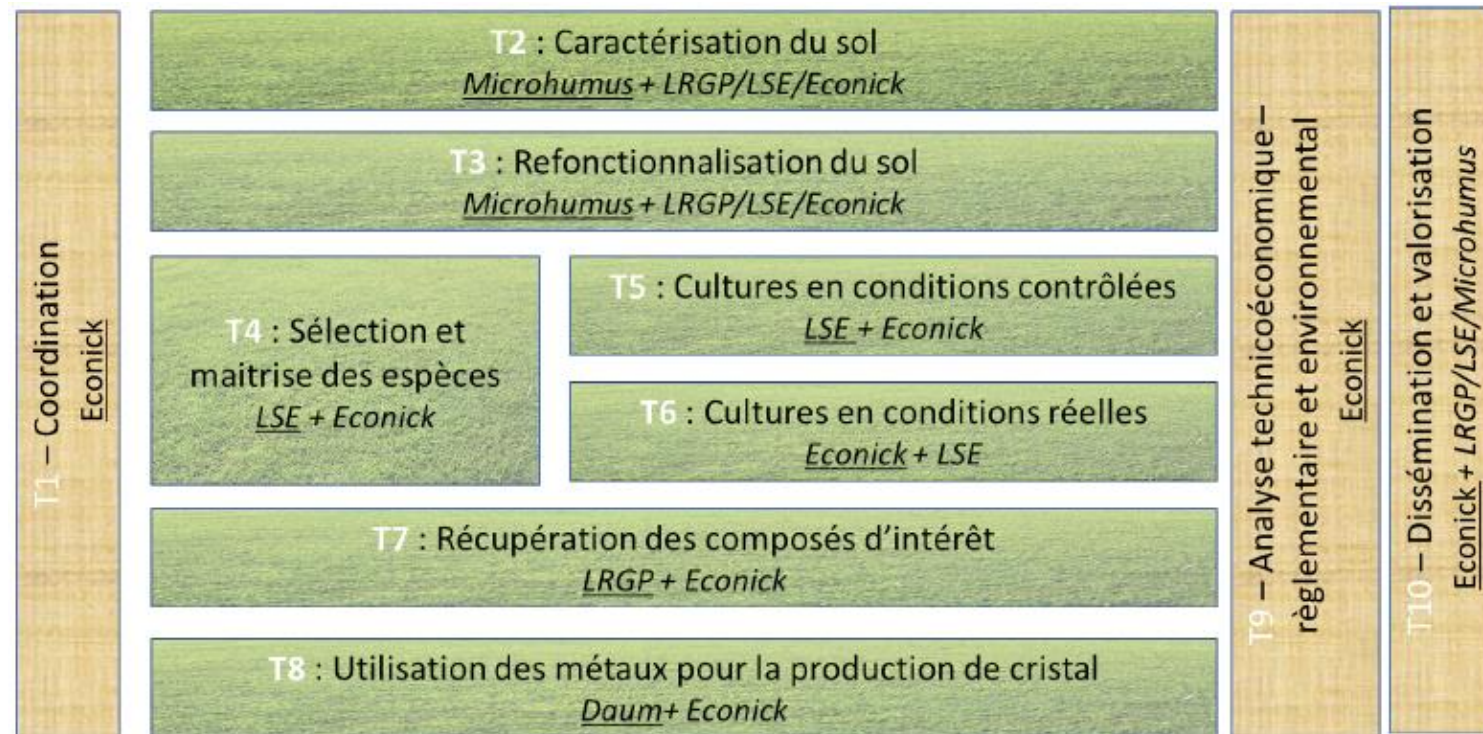 T1 – Coordination
Econick
T2 : Caractérisation du sol
Microhumus + LRGP/LSE/Econick
T3 : Refonctionnalisation du sol
Microhumus + LRGP/LSE/Econick
T4 : Sélection et
maitrise des espèces
LSE + Econick
T5 : Cultures en conditions contrôlées
LSE + Econick
T6 : Cultures en conditions réelles
Econick + LSE
T7 : Récupération des composés d'intérêt
LRGP + Econick
T8 : Utilisation des métaux pour la production de cristal
Daum+ Econick
T9 – Analyse technicoéconomique –
règlementaire et environnemental
Econick
T10 – Dissémination et valorisation
Econick + LRGP/LSE/Microhumus